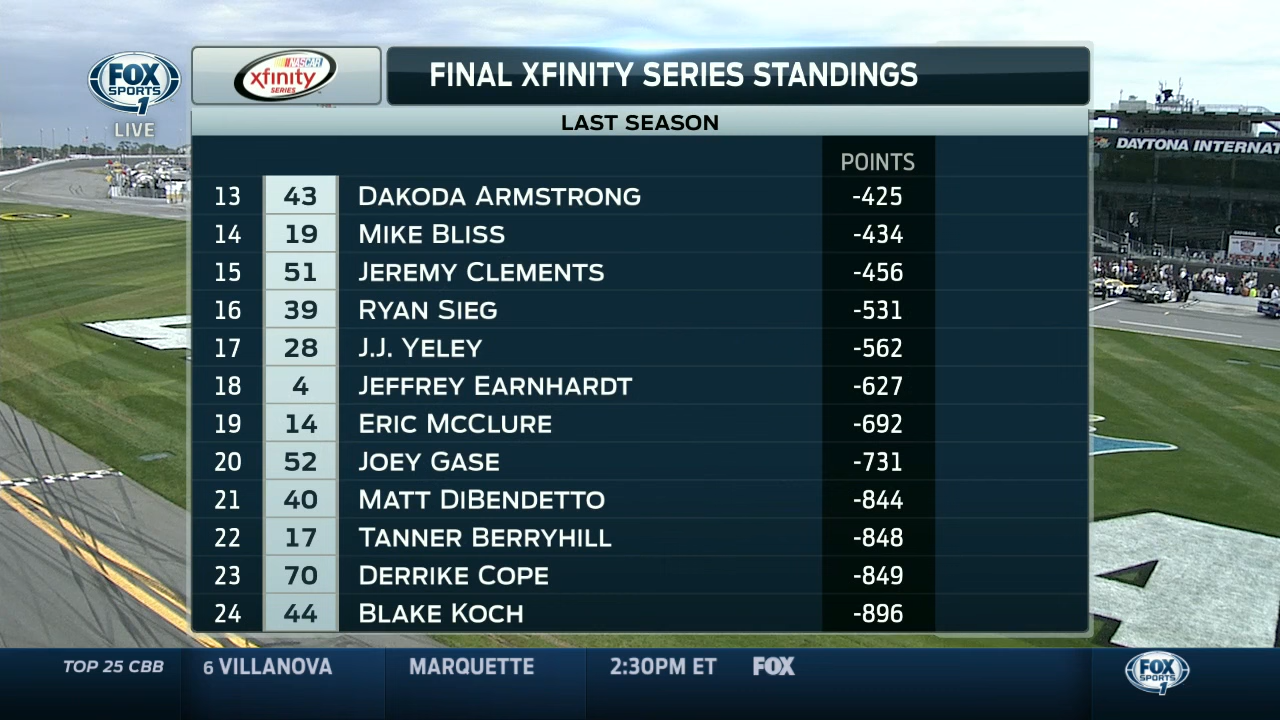 FOX
SPORTS
1
LIVE
NASCAR
xfinity
SERIES
FINAL XFINITY SERIES STANDINGS
LAST SEASON
POINTS
13 43 DAKODA ARMSTRONG -425
14 19 MIKE BLISS -434
15 51 JEREMY CLEMENTS -456
16 39 RYAN SIEG -531
17 28 J.J. YELEY -562
18 4 JEFFREY EARNHARDT -627
19 14 ERIC MCCLURE -692
20 52 JOEY GASE -731
21 40 MATT DIBENDETTO -844
22 17 TANNER BERRYHILL -848
23 70 DERRIKE COPE -849
24 44 BLAKE KOCH -896
DAYTONA INTERNAT
TOP 25 CBB 6 VILLANOVA MARQUETTE 2:30PM ET FOX
FOX
SPORTS
1